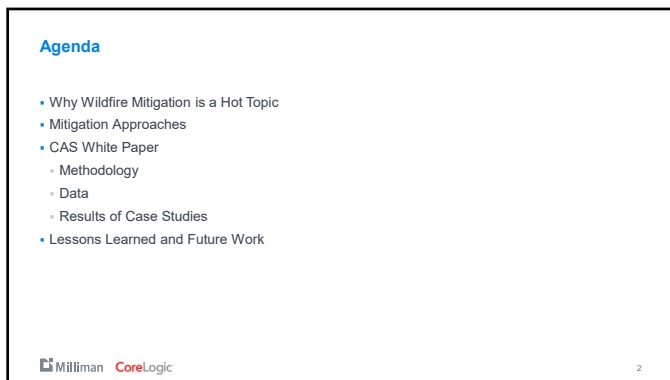 Agenda
▪ Why Wildfire Mitigation is a Hot Topic
▪ Mitigation Approaches
▪ CAS White Paper
▪ Methodology
▪ Data
▪ Results of Case Studies
▪ Lessons Learned and Future Work
Milliman CoreLogic 2